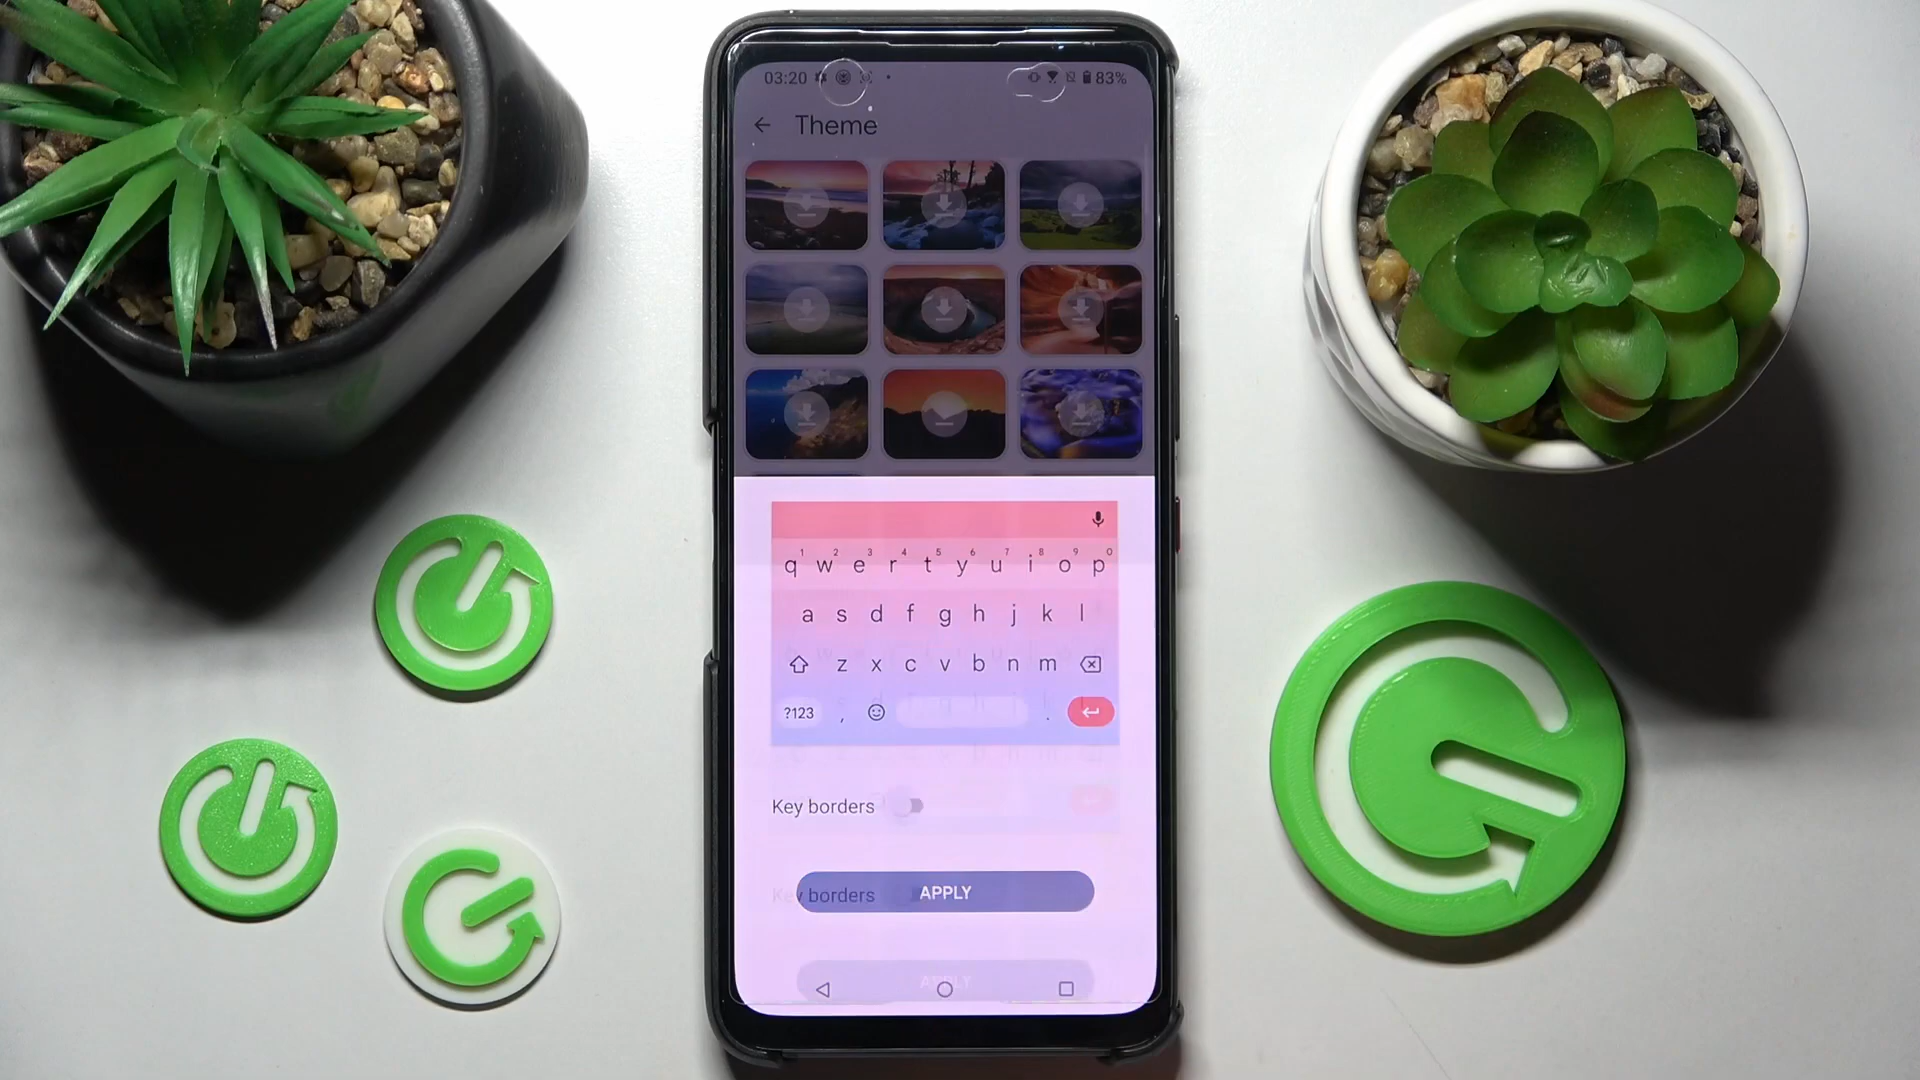 03:20 83%
Theme
1 2 3 4 5 6 7 8 9 0
q w e r t y u i o p
a s d f g h j k l
z x c v b n m
?123 , .
Key borders
APPLY
Key borders
APPLY